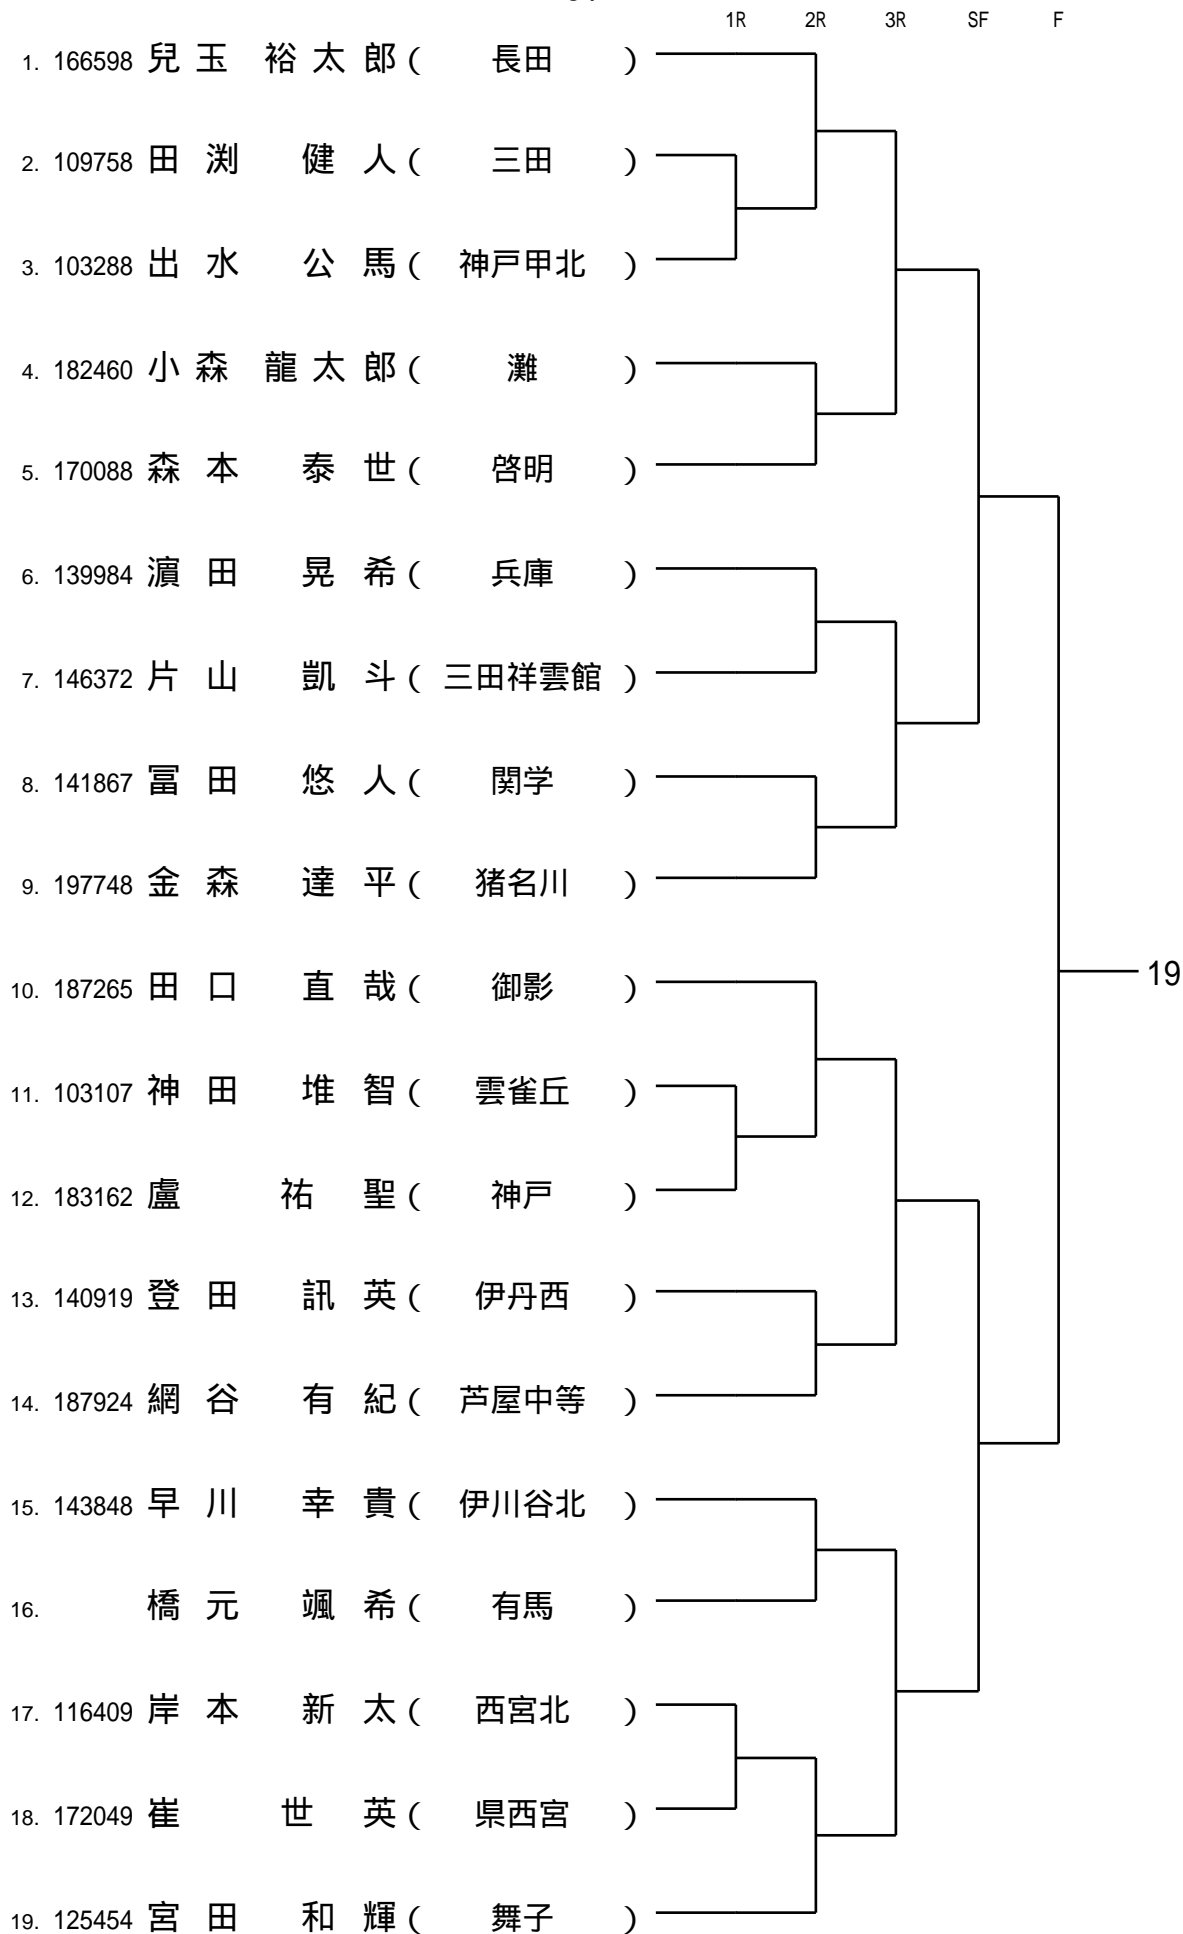 1R 2R 3R SF F
1. 166598 兒玉 裕太郎 ( 長田 )
2. 109758 田渕 健人 ( 三田 )
3. 103288 出水 公馬 ( 神戸甲北 )
4. 182460 小森 龍太郎 ( 灘 )
5. 170088 森本 泰世 ( 啓明 )
6. 139984 濵田 晃希 ( 兵庫 )
7. 146372 片山 凱斗 ( 三田祥雲館 )
8. 141867 冨田 悠人 ( 関学 )
9. 197748 金森 達平 ( 猪名川 )
19
10. 187265 田口 直哉 ( 御影 )
11. 103107 神田 堆智 ( 雲雀丘 )
12. 183162 盧 祐聖 ( 神戸 )
13. 140919 登田 訊英 ( 伊丹西 )
14. 187924 網谷 有紀 ( 芦屋中等 )
15. 143848 早川 幸貴 ( 伊川谷北 )
16. 橋元 颯希 ( 有馬 )
17. 116409 岸本 新太 ( 西宮北 )
18. 172049 崔 世英 ( 県西宮 )
19. 125454 宮田 和輝 ( 舞子 )